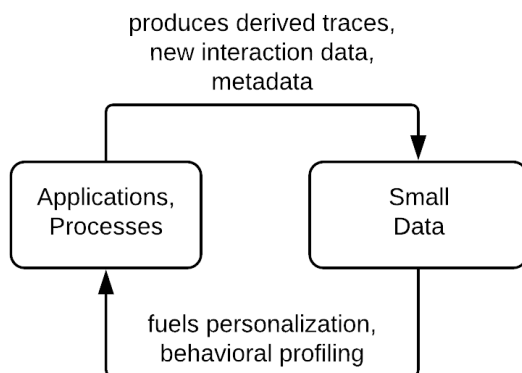 produces derived traces,
new interaction data,
metadata
Applications,
Processes
Small
Data
fuels personalization,
behavioral profiling